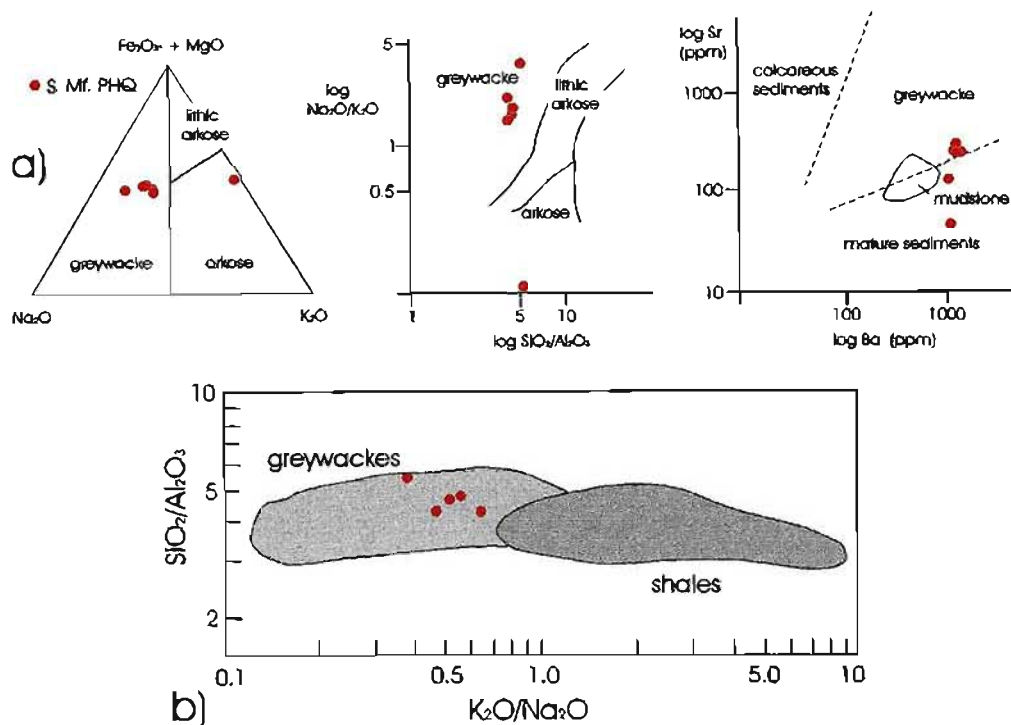 Fe₂O₃ + MgO
S. Mf. PHQ
lithic
arkose
a)
greywacke
arkose
Na₂O
K₂O
log
Na₂O/K₂O
5
1
0.5
greywacke
lithic
arkose
arkose
1
5
10
log SiO₂/Al₂O₃
log Sr
(ppm)
1000
100
10
calcareous
sediments
greywacke
mudstone
mature sediments
100
1000
log Ba (ppm)
10
5
2
SiO₂/Al₂O₃
greywackes
shales
0.1
0.5
1.0
5.0
10
b)
K₂O/Na₂O